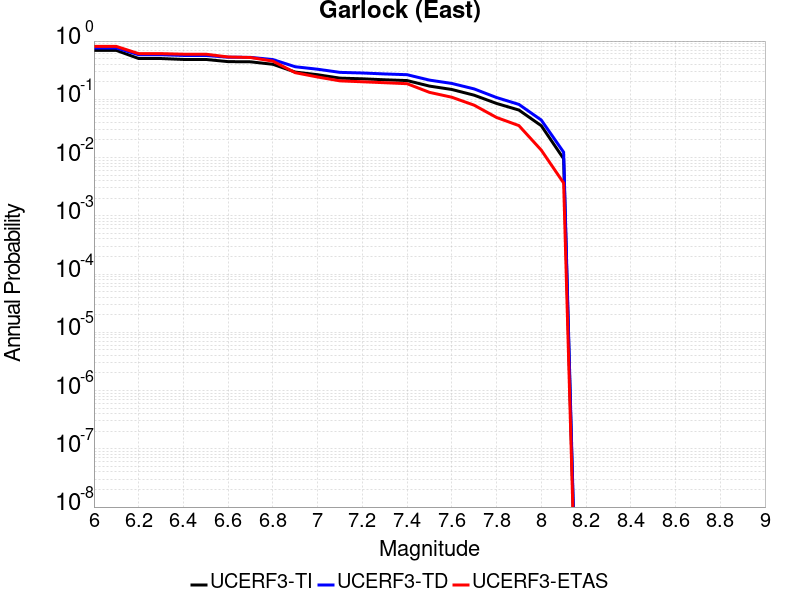 Garlock (East)
Annual Probability
10^0
10^-1
10^-2
10^-3
10^-4
10^-5
10^-6
10^-7
10^-8
6 6.2 6.4 6.6 6.8 7 7.2 7.4 7.6 7.8 8 8.2 8.4 8.6 8.8 9
Magnitude
UCERF3-TI UCERF3-TD UCERF3-ETAS